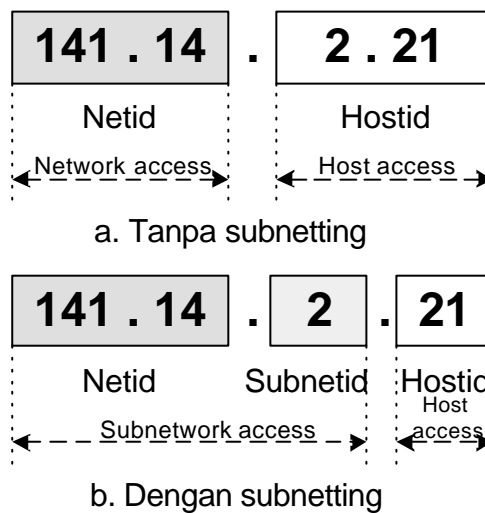 141 . 14 . 2 . 21
Netid Hostid
Network access Host access
a. Tanpa subnetting
141 . 14 . 2 . 21
Netid Subnetid Hostid
Subnetwork access Host access
b. Dengan subnetting